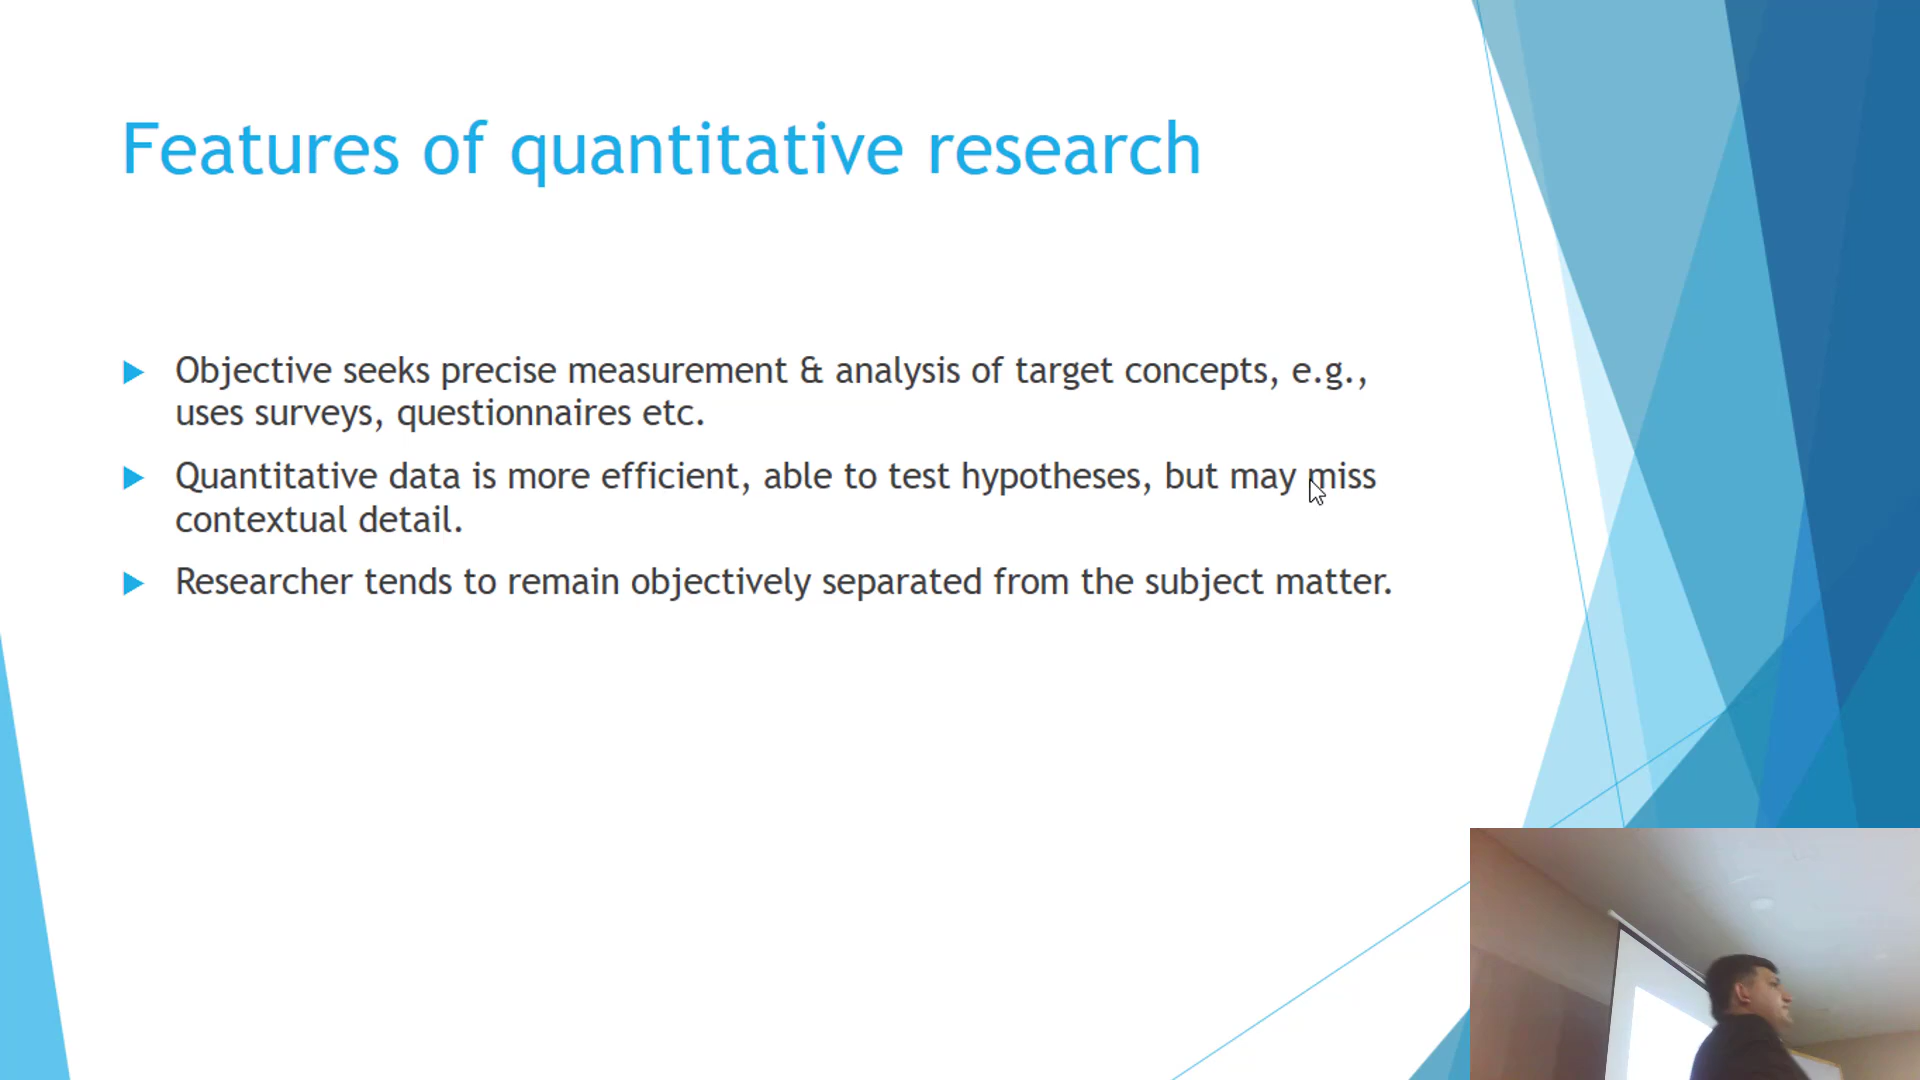 Features of quantitative research
Objective seeks precise measurement & analysis of target concepts, e.g.,
uses surveys, questionnaires etc.
Quantitative data is more efficient, able to test hypotheses, but may miss
contextual detail.
Researcher tends to remain objectively separated from the subject matter.